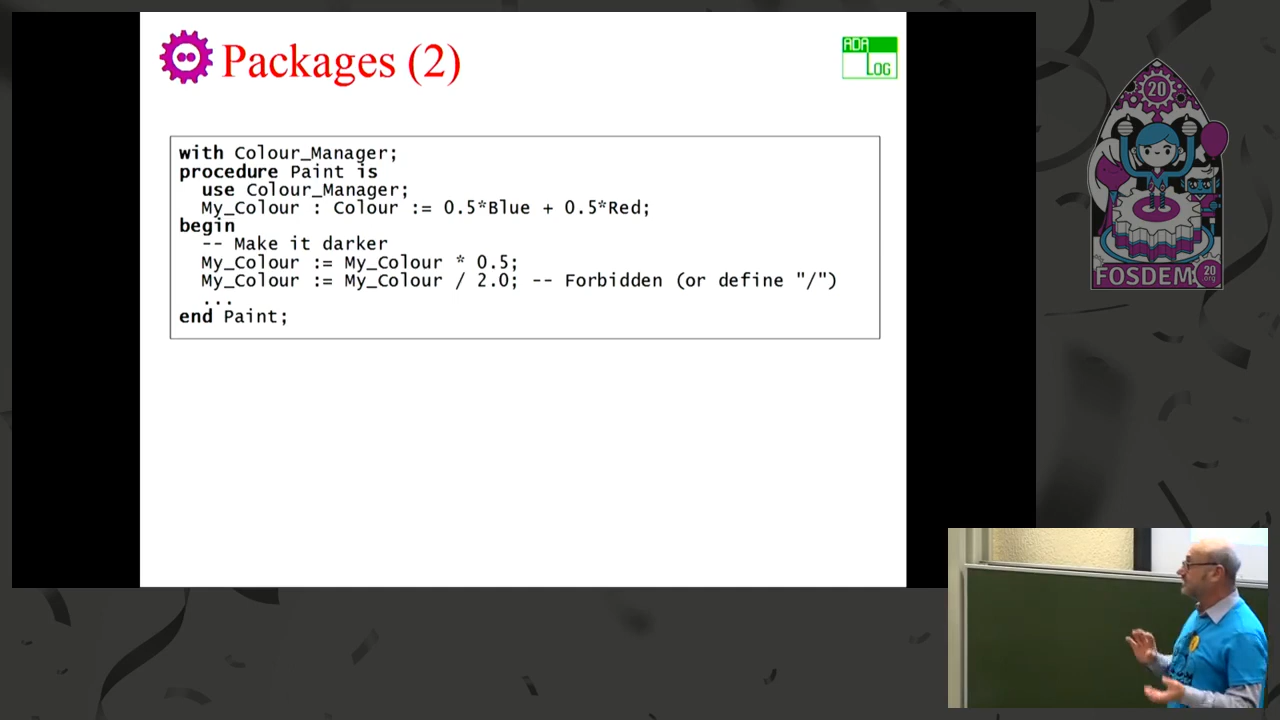 Packages (2)
ADA
LOG
with Colour_Manager;
procedure Paint is
use Colour_Manager;
My_Colour : Colour := 0.5*Blue + 0.5*Red;
begin
-- Make it darker
My_Colour := My_Colour * 0.5;
My_Colour := My_Colour / 2.0; -- Forbidden (or define "/")
...
end Paint;
20
FOSDEM
20
.org